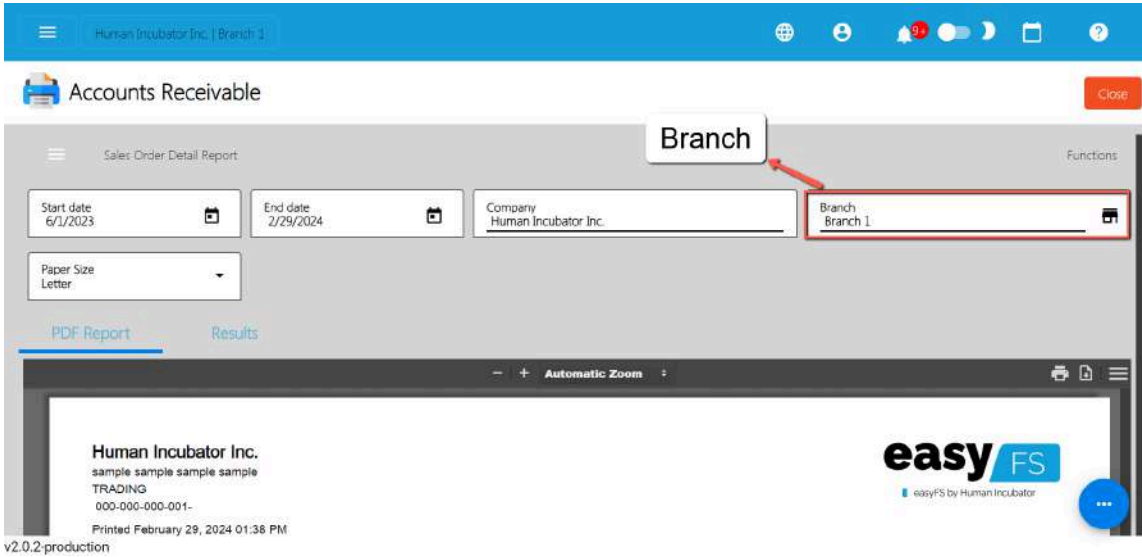 Human Incubator Inc. | Branch 1
9+
Accounts Receivable
Close
Branch
Sales Order Detail Report
Functions
Start date
6/1/2023
End date
2/29/2024
Company
Human Incubator Inc.
Branch
Branch 1
Paper Size
Letter
PDF Report
Results
Automatic Zoom
Human Incubator Inc.
sample sample sample sample
TRADING
000-000-000-001-
Printed February 29, 2024 01:38 PM
easyFS
easyFS by Human Incubator
v2.0.2-production